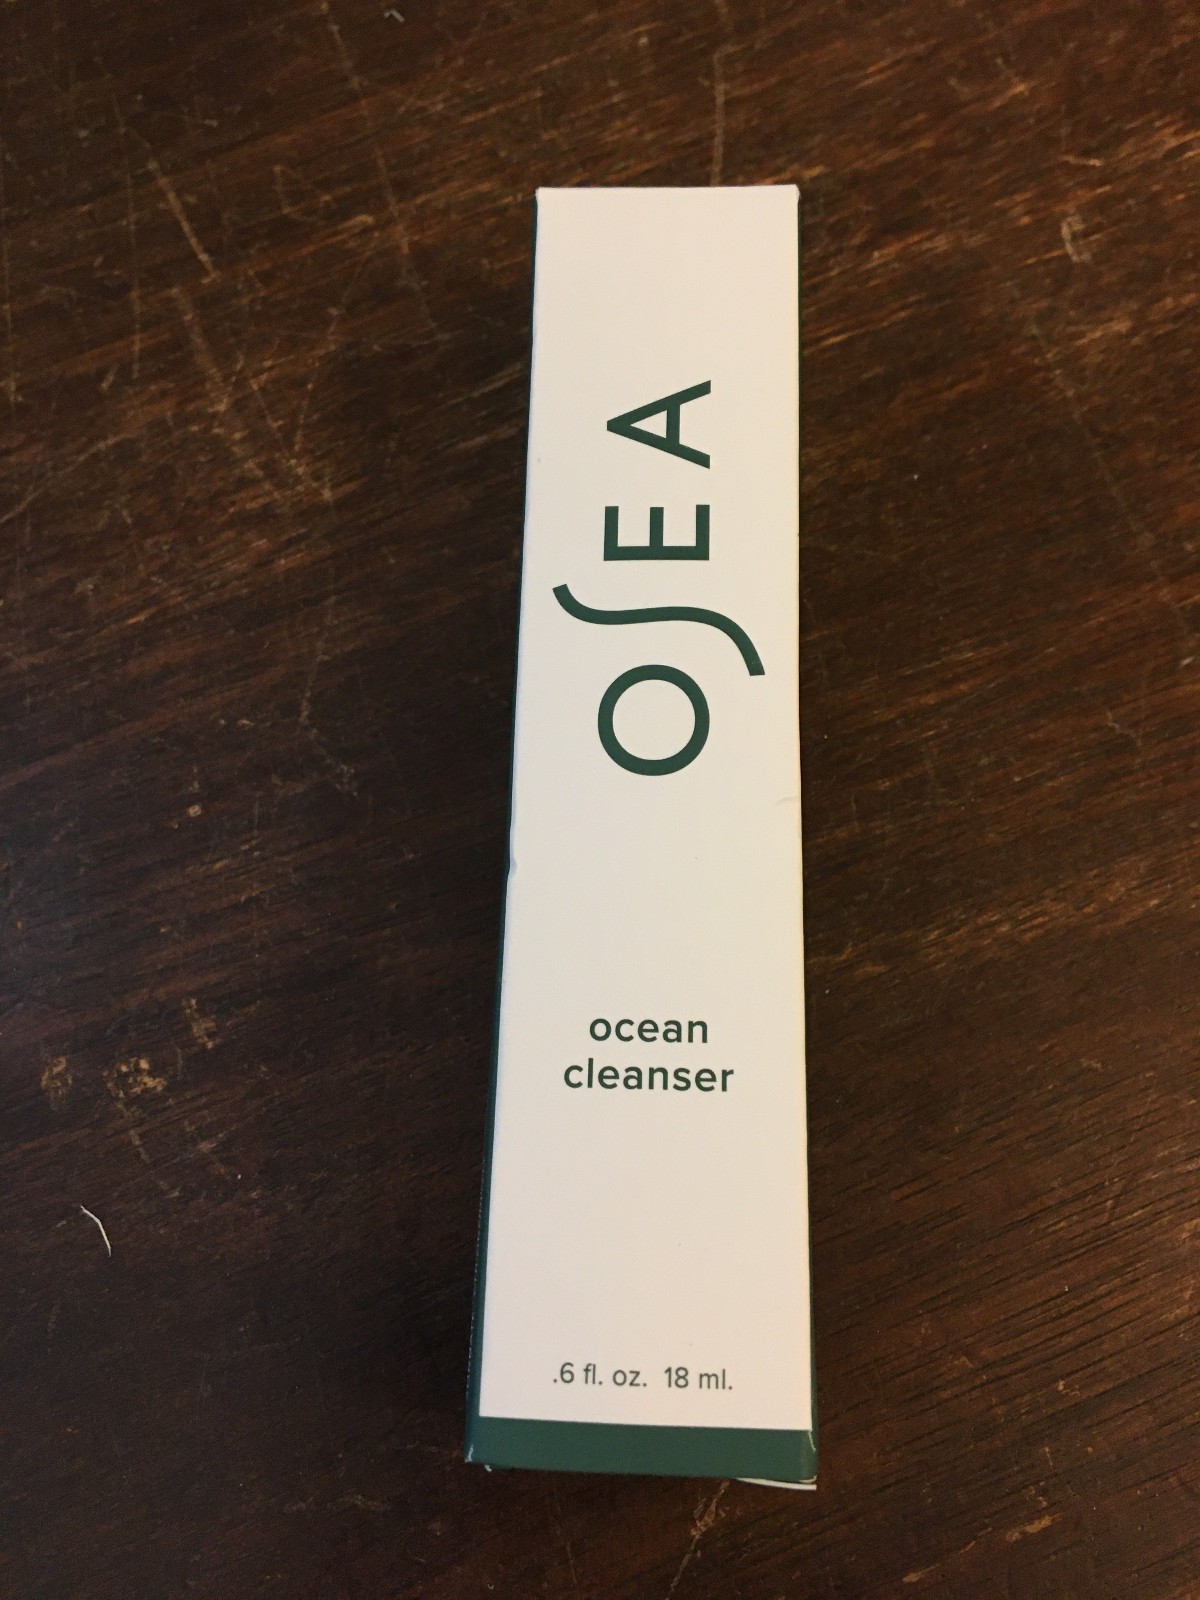 OSEA
ocean
cleanser
.6 fl. oz. 18 ml.